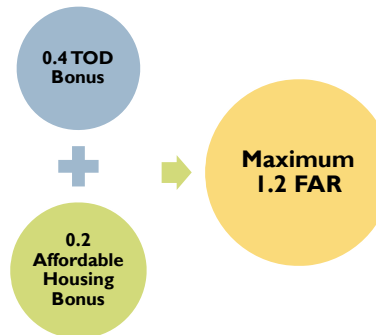 0.4 TOD
Bonus
Maximum
1.2 FAR
0.2
Affordable
Housing
Bonus